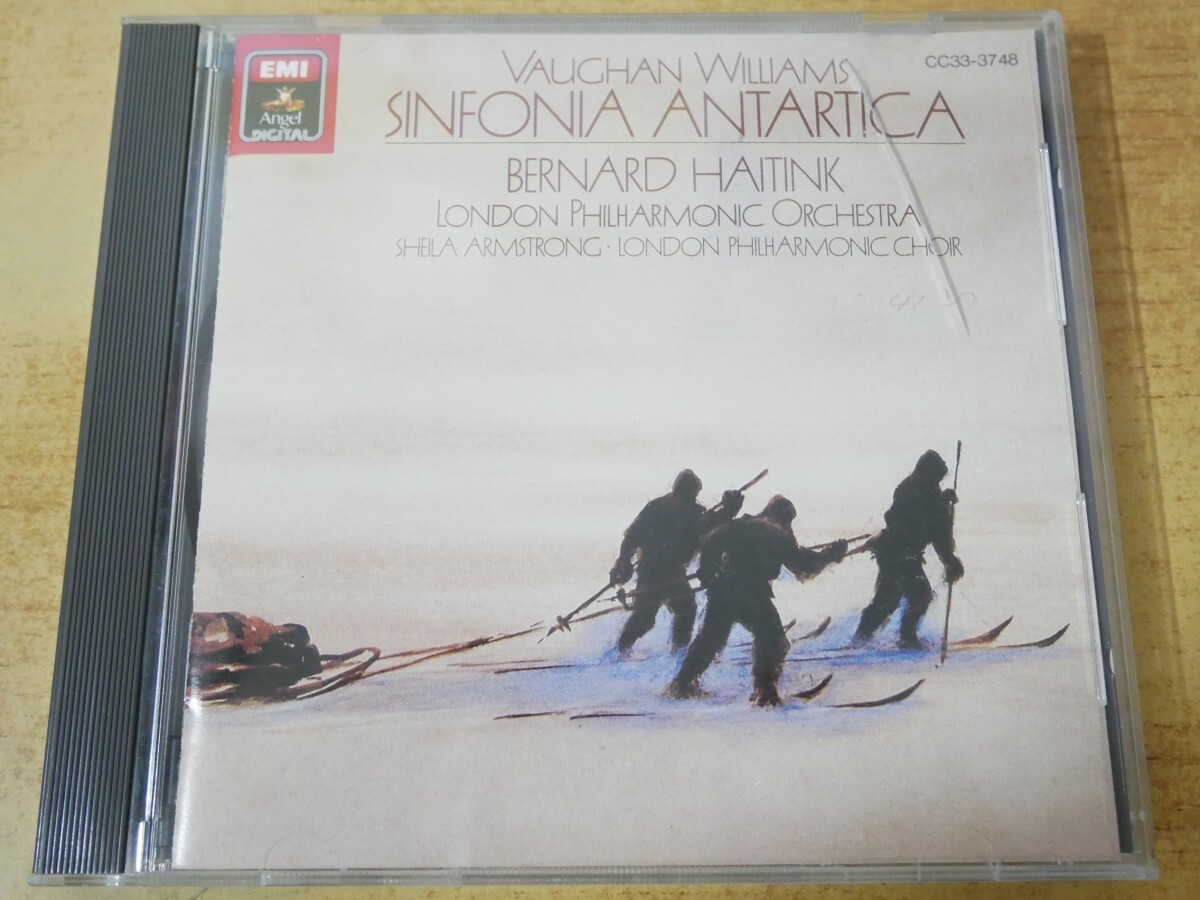 EMI
Angel
DIGITAL
VAUGHAN WILLIAMS
SINFONIA ANTARTICA
BERNARD HAITINK
LONDON PHILHARMONIC ORCHESTRA
SHEILA ARMSTRONG · LONDON PHILHARMONIC CHOIR
CC33-3748